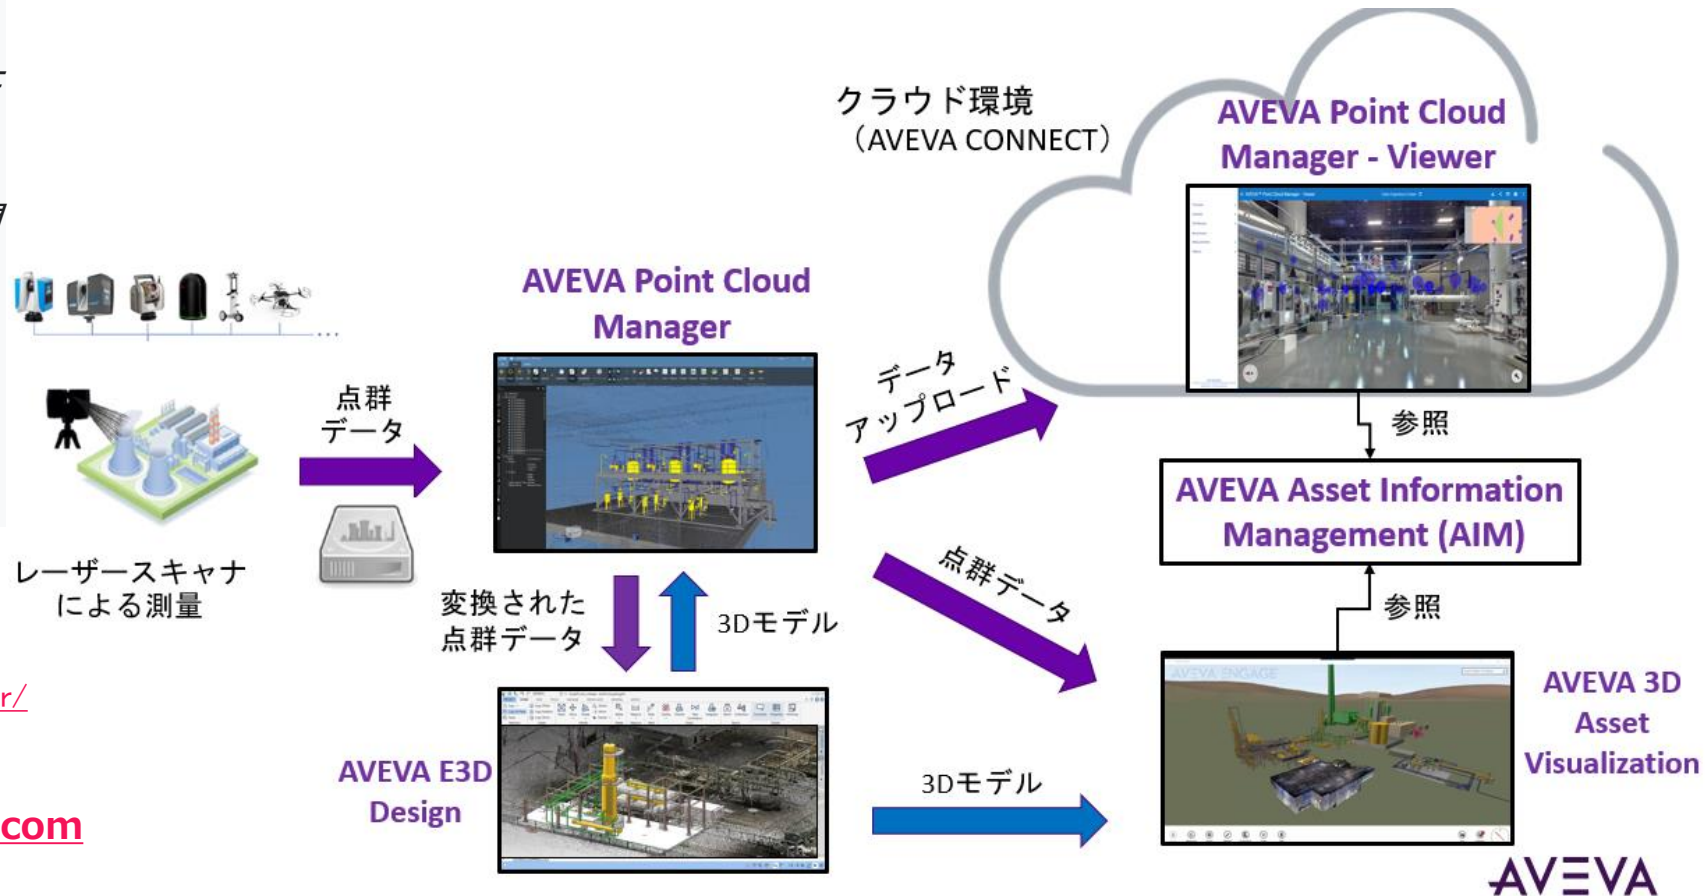 クラウド環境
（AVEVA CONNECT）
AVEVA Point Cloud
Manager - Viewer
AVEVA Point Cloud
Manager
点群
データ
データ
アップロード
参照
AVEVA Asset Information
Management (AIM)
レーザースキャナ
による測量
変換された
点群データ
3Dモデル
点群データ
参照
AVEVA ENGAGE
r/
AVEVA E3D
Design
3Dモデル
AVEVA 3D
Asset
Visualization
.com
AVEVA